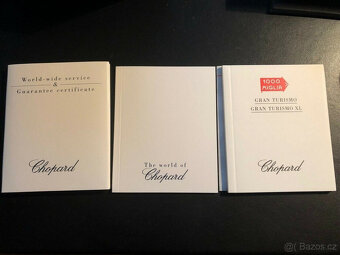 World-wide service
&
Guarantee certificate
Chopard
The world of
Chopard
1000
MIGLIA
GRAN TURISMO
GRAN TURISMO XL
Chopard
Bazos.cz